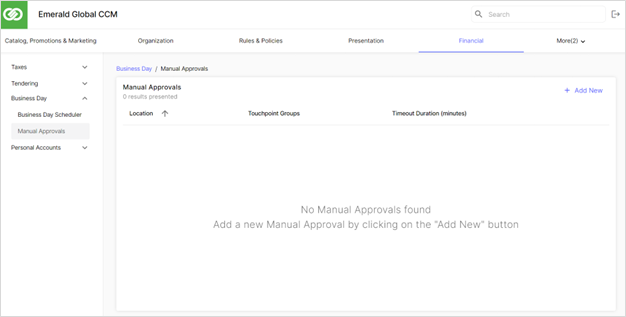 Emerald Global CCM
Search
Catalog, Promotions & Marketing
Organization
Rules & Policies
Presentation
Financial
More(2)
Taxes
Tendering
Business Day
Business Day Scheduler
Manual Approvals
Personal Accounts
Business Day / Manual Approvals
Manual Approvals
0 results presented
+ Add New
Location
Touchpoint Groups
Timeout Duration (minutes)
No Manual Approvals found
Add a new Manual Approval by clicking on the "Add New" button